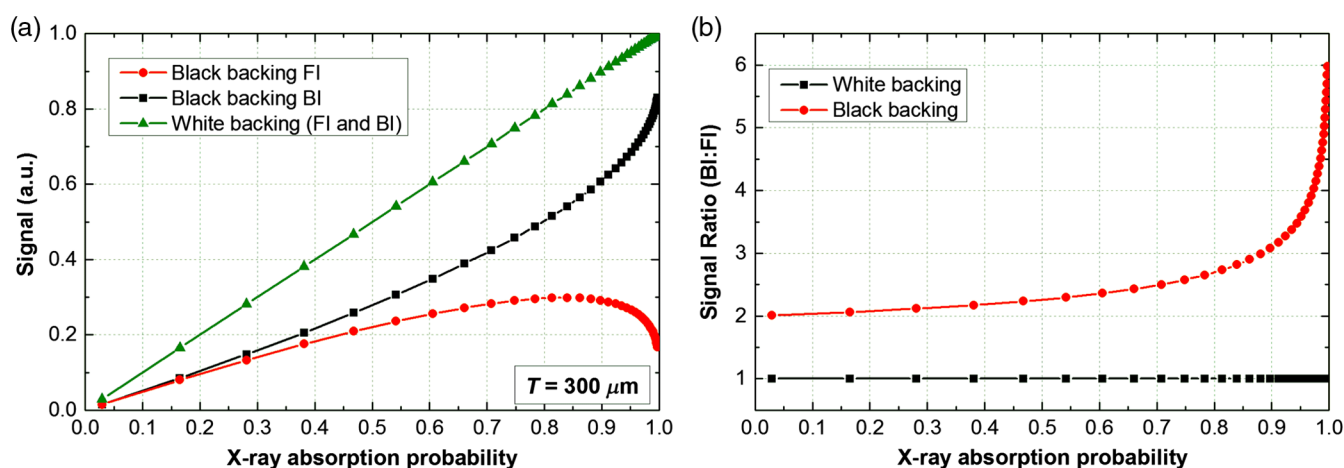 (a)
1.0
0.8
0.6
0.4
0.2
0.0
Signal (a.u.)
Black backing FI
Black backing BI
White backing (FI and BI)
T = 300 μm
0.0 0.1 0.2 0.3 0.4 0.5 0.6 0.7 0.8 0.9 1.0
X-ray absorption probability
(b)
6
5
4
3
2
1
Signal Ratio (BI:FI)
White backing
Black backing
0.0 0.1 0.2 0.3 0.4 0.5 0.6 0.7 0.8 0.9 1.0
X-ray absorption probability